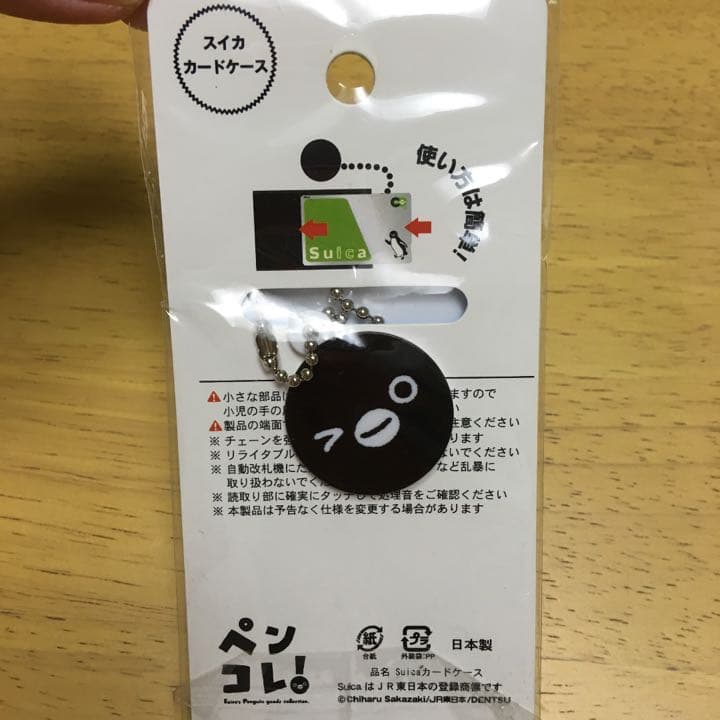 スイカ
カードケース
使い方は簡単!
Suica
⚠小さな部品 ますので
小児の手の
⚠製品の端面 注意ください
※ チェーンを強 ります
※ リライタブル ないでください
※ 自動改札機にた など乱暴に
取り扱わないでくだ
※ 読取り部に確実にタッチして処理音をご確認ください
※ 本製品は予告なく仕様を変更する場合があります
ペン
コレ!
Suica's Penguin goods collection.
紙
台紙
プラ
外装袋:PP
日本製
品名 Suicaカードケース
Suica はJR東日本の登録商標です
©Chiharu Sakazaki/JR東日本/DENTSU